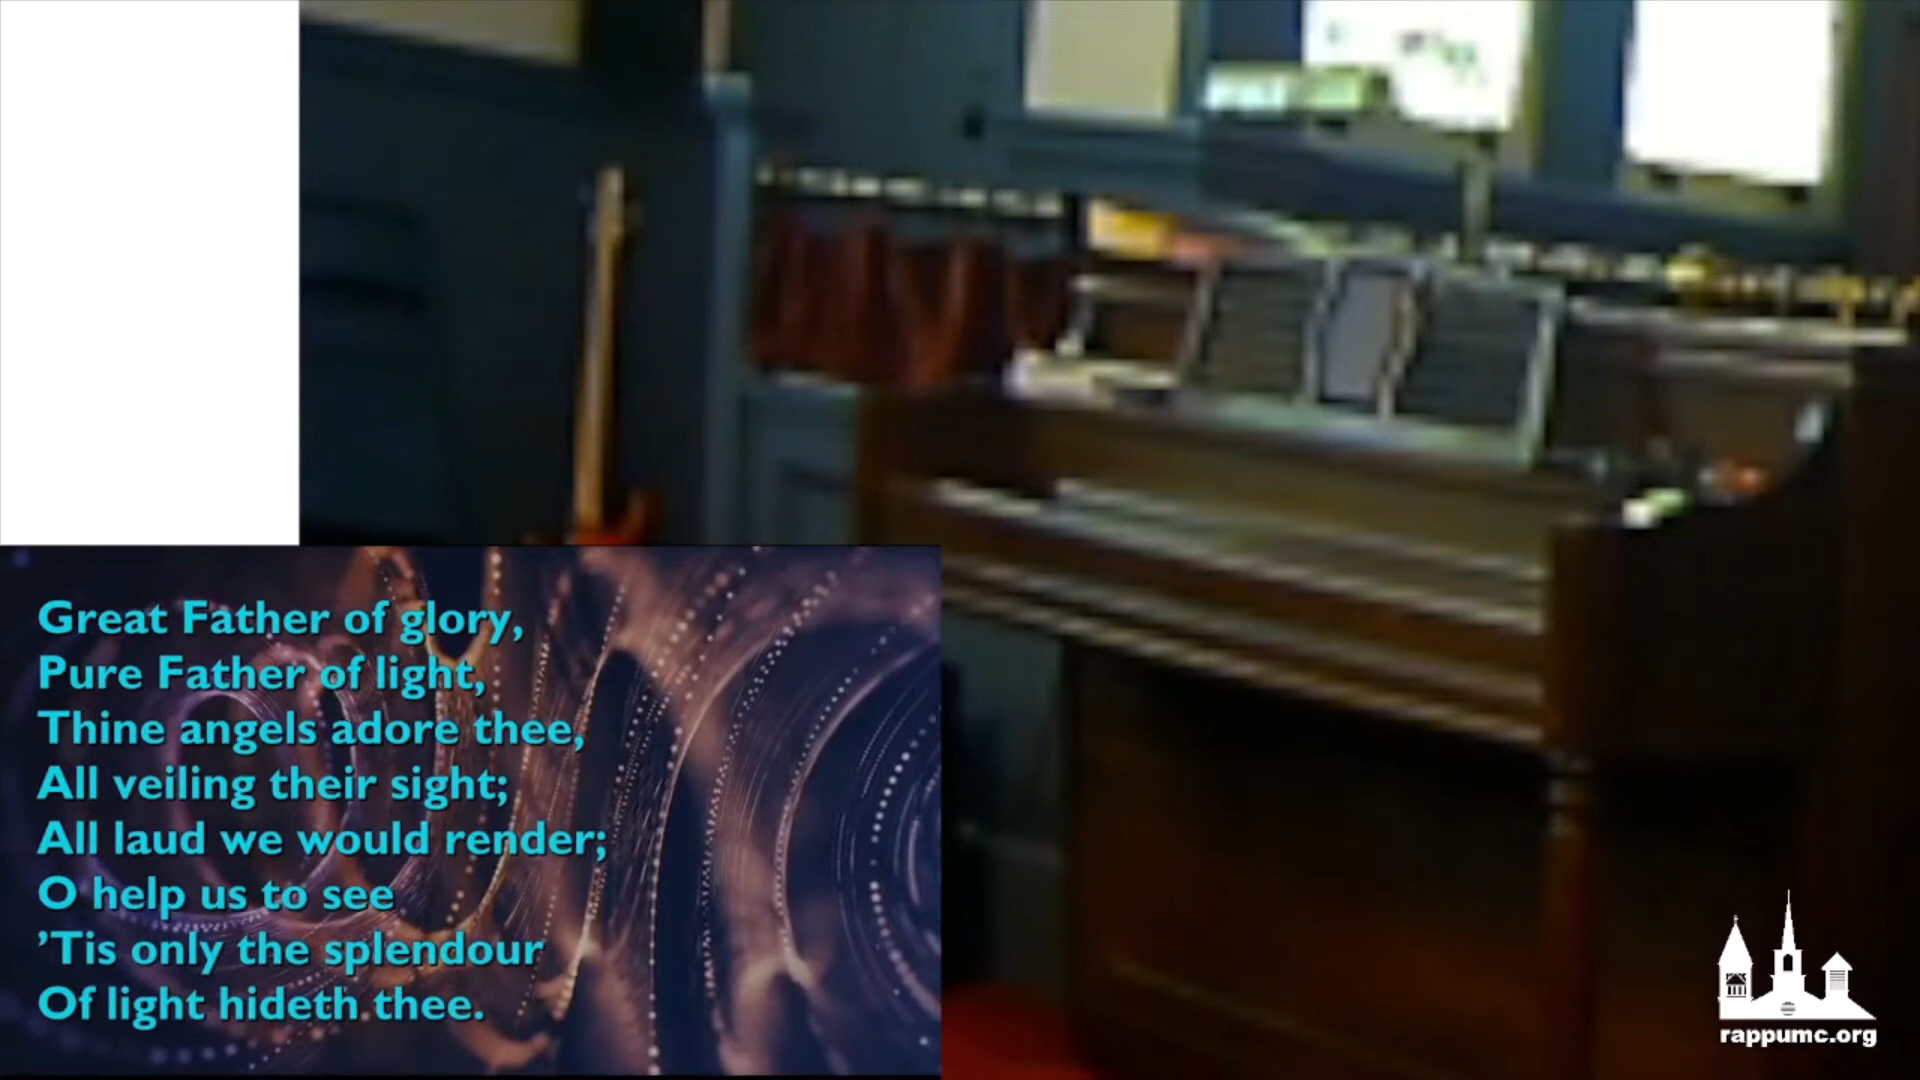 Great Father of glory,
Pure Father of light,
Thine angels adore thee,
All veiling their sight;
All laud we would render;
O help us to see
’Tis only the splendour
Of light hideth thee.
rappumc.org